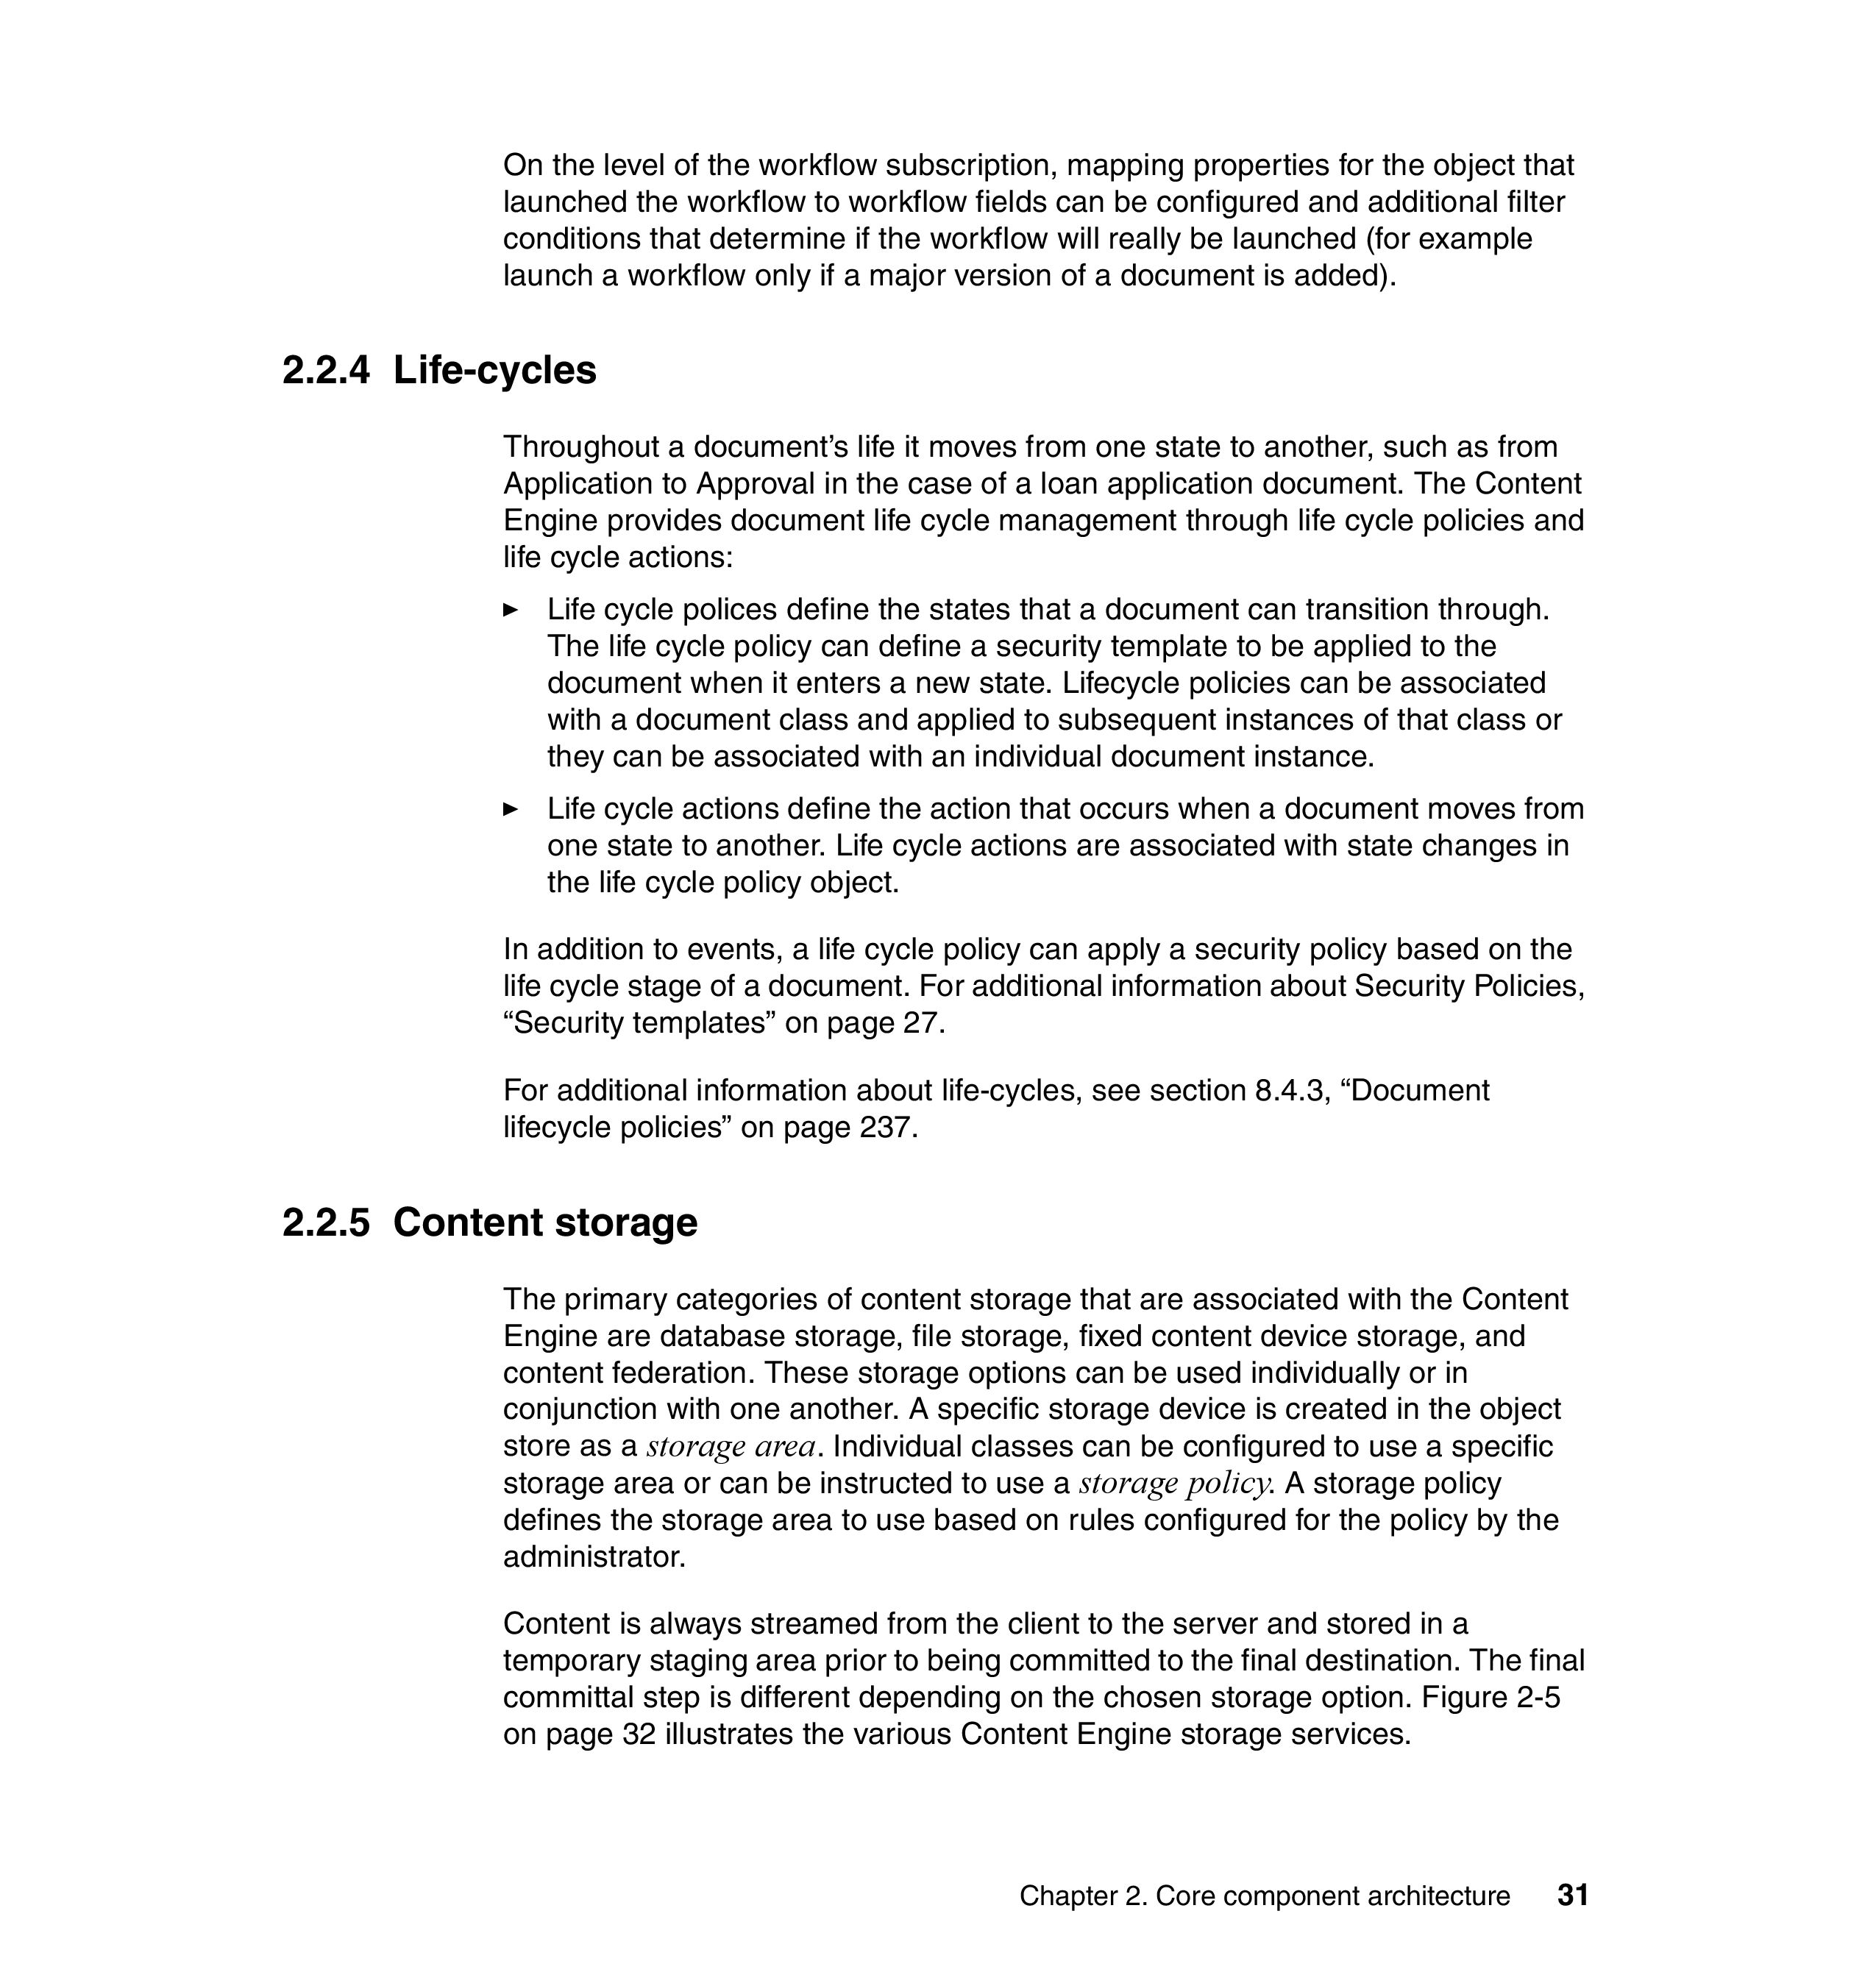 On the level of the workflow subscription, mapping properties for the object that
launched the workflow to workflow fields can be configured and additional filter
conditions that determine if the workflow will really be launched (for example
launch a workflow only if a major version of a document is added).
2.2.4 Life-cycles
Throughout a document’s life it moves from one state to another, such as from
Application to Approval in the case of a loan application document. The Content
Engine provides document life cycle management through life cycle policies and
life cycle actions:
► Life cycle polices define the states that a document can transition through.
The life cycle policy can define a security template to be applied to the
document when it enters a new state. Lifecycle policies can be associated
with a document class and applied to subsequent instances of that class or
they can be associated with an individual document instance.
► Life cycle actions define the action that occurs when a document moves from
one state to another. Life cycle actions are associated with state changes in
the life cycle policy object.
In addition to events, a life cycle policy can apply a security policy based on the
life cycle stage of a document. For additional information about Security Policies,
“Security templates” on page 27.
For additional information about life-cycles, see section 8.4.3, “Document
lifecycle policies” on page 237.
2.2.5 Content storage
The primary categories of content storage that are associated with the Content
Engine are database storage, file storage, fixed content device storage, and
content federation. These storage options can be used individually or in
conjunction with one another. A specific storage device is created in the object
store as a storage area. Individual classes can be configured to use a specific
storage area or can be instructed to use a storage policy. A storage policy
defines the storage area to use based on rules configured for the policy by the
administrator.
Content is always streamed from the client to the server and stored in a
temporary staging area prior to being committed to the final destination. The final
committal step is different depending on the chosen storage option. Figure 2-5
on page 32 illustrates the various Content Engine storage services.
Chapter 2. Core component architecture 31